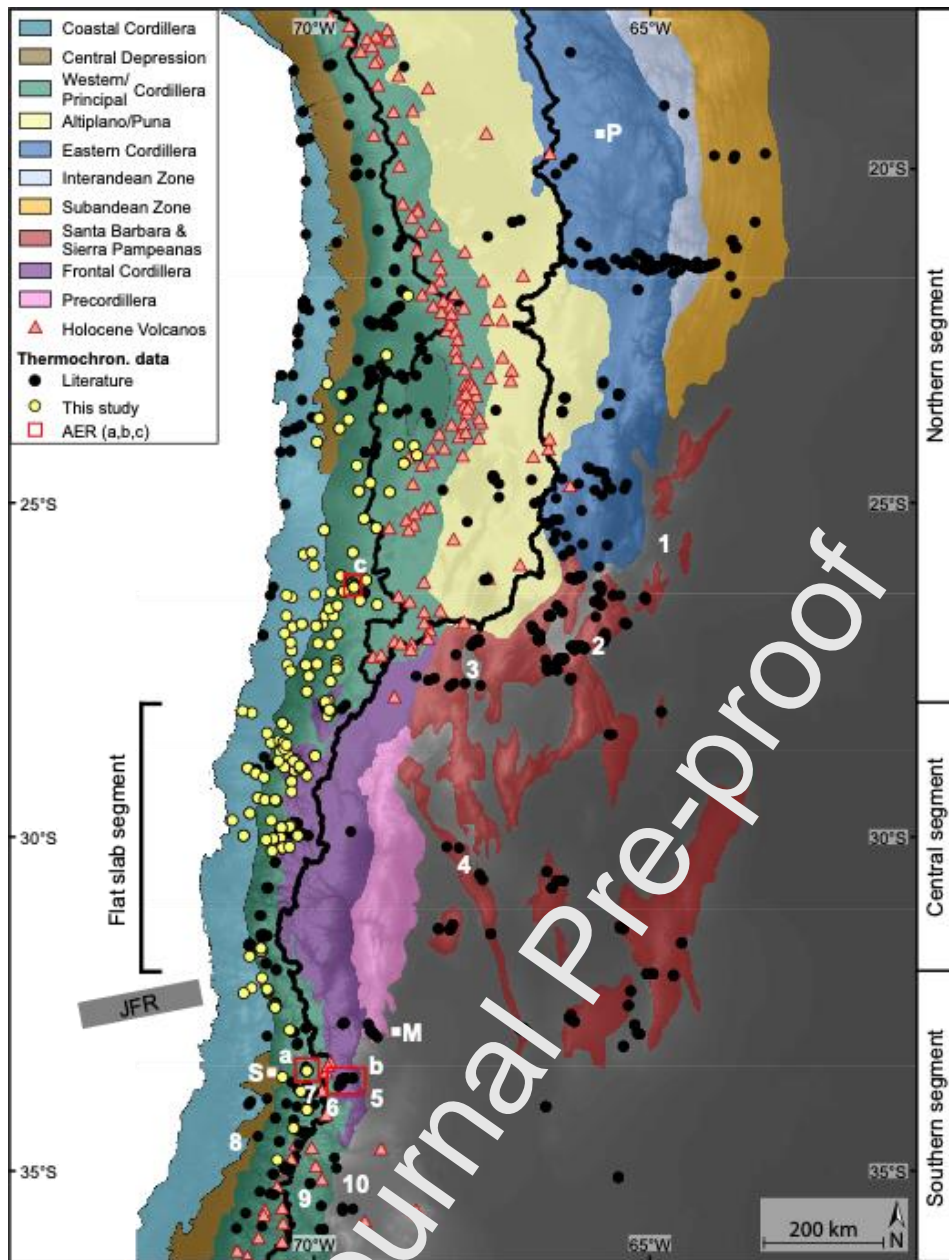 Coastal Cordillera
Central Depression
Western/
Principal Cordillera
Altiplano/Puna
Eastern Cordillera
Interandean Zone
Subandean Zone
Santa Barbara &
Sierra Pampeanas
Frontal Cordillera
Precordillera
Holocene Volcanos
Thermochron. data
Literature
This study
AER (a,b,c)
70°W
65°W
P
20°S
Northern segment
25°S
25°S
1
c
2
3
Flat slab segment
30°S
Central segment
4
JFR
M
a
S
b
7
6
5
8
Southern segment
35°S
35°S
9
10
70°W
65°W
200 km
N
Journal Pre-proof